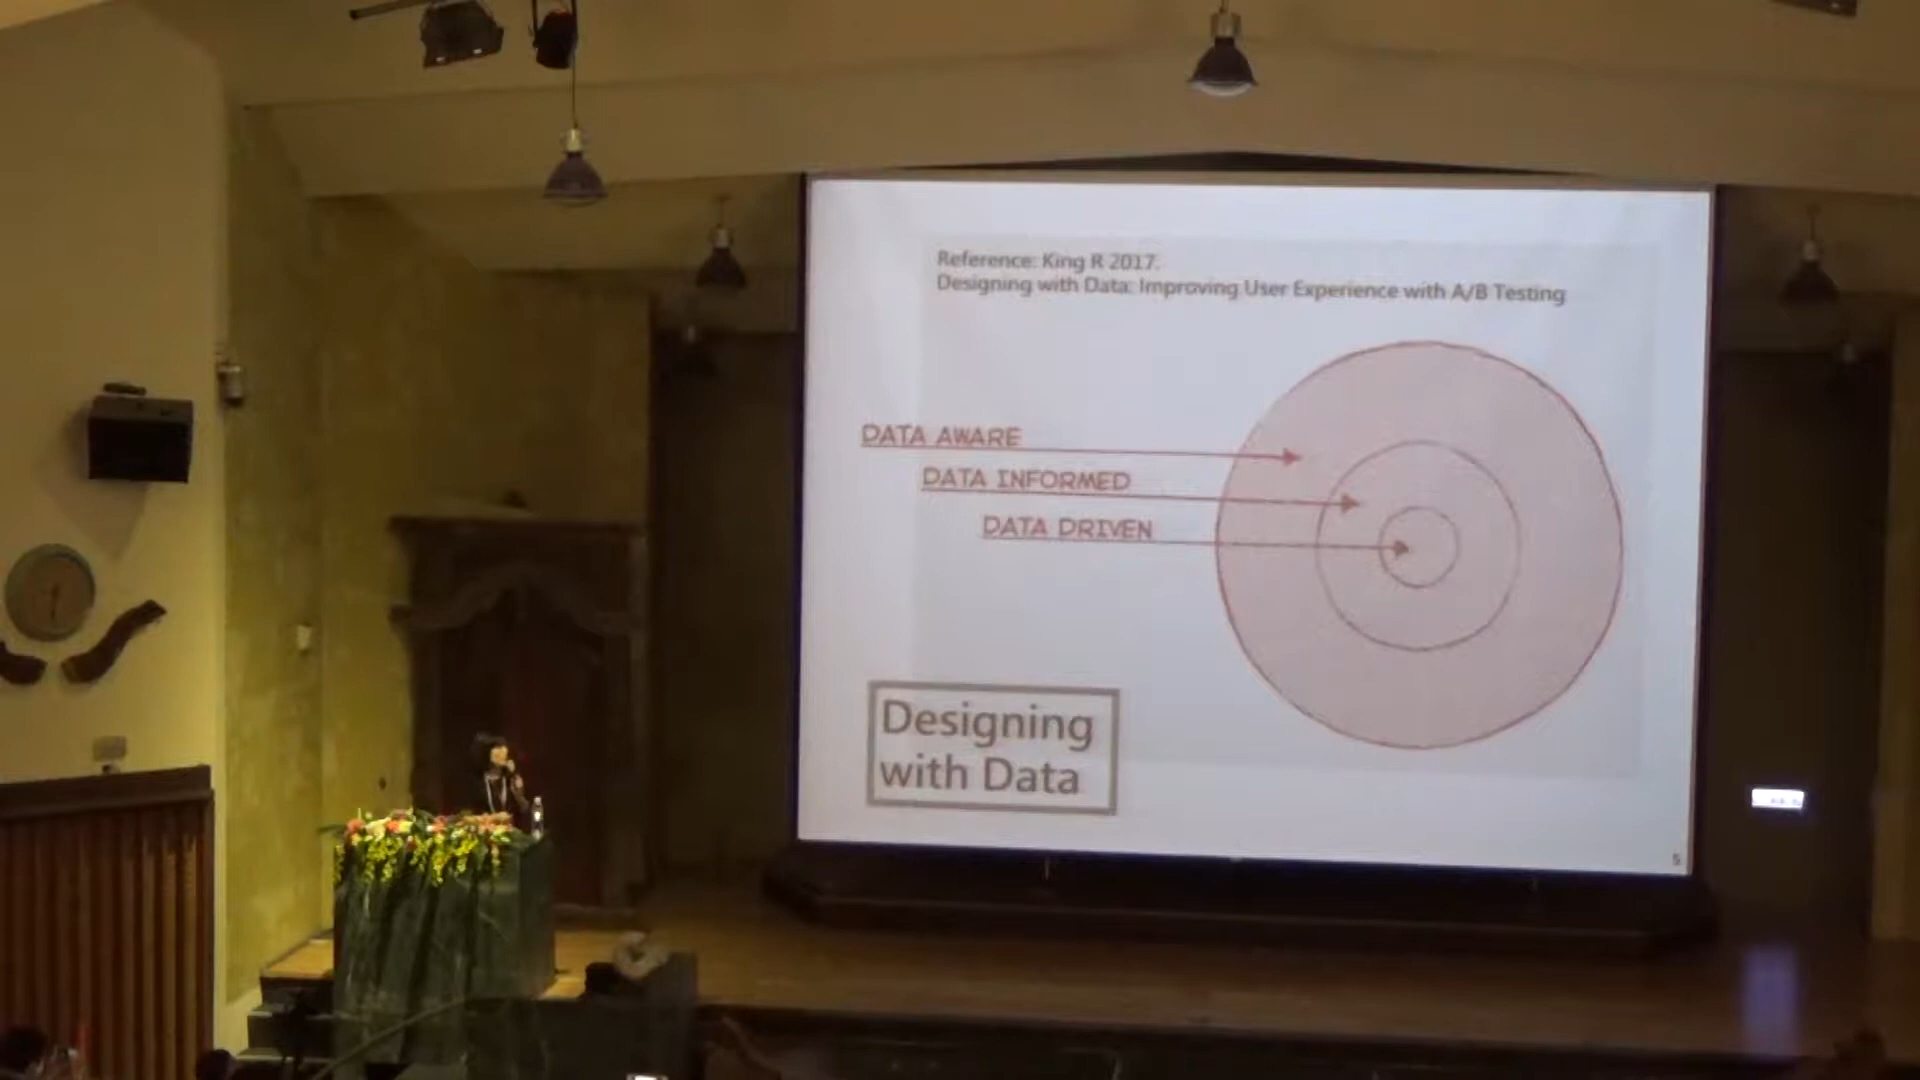 Reference: King R 2017.
Designing with Data: Improving User Experience with A/B Testing
DATA AWARE
DATA INFORMED
DATA DRIVEN
Designing
with Data
5